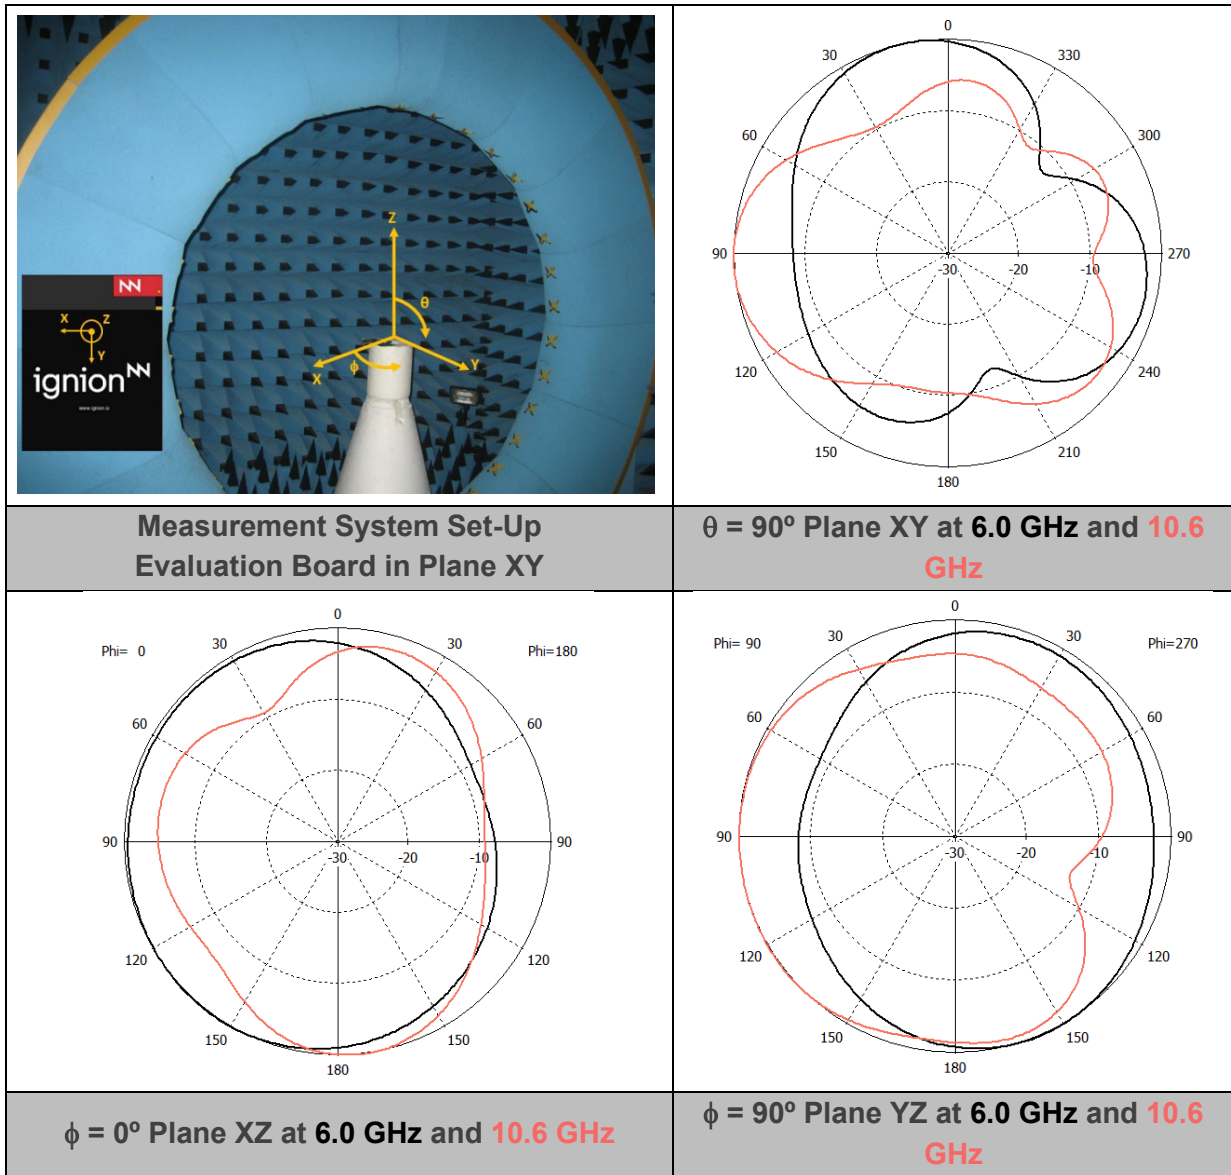 Z
θ
X
ϕ
Y
NN
X
Z
Y
ignion NN
www.ignion.io
0
30
330
60
300
90
-30
-20
-10
270
120
240
150
210
180
Measurement System Set-Up
Evaluation Board in Plane XY
θ = 90º Plane XY at 6.0 GHz and 10.6
GHz
0
Phi= 0
30
30
Phi=180
60
60
90
-30
-20
-10
90
120
120
150
150
180
0
Phi= 90
30
30
Phi=270
60
60
90
-30
-20
-10
90
120
120
150
150
180
ϕ = 0º Plane XZ at 6.0 GHz and 10.6 GHz
ϕ = 90º Plane YZ at 6.0 GHz and 10.6
GHz